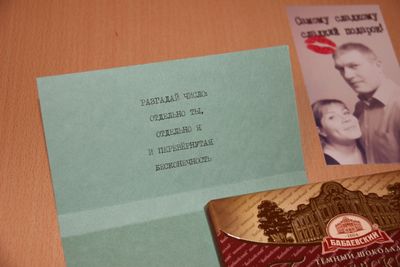 Самому сладкому
сладкий подарок!
РАЗГАДАЙ ЧИСЛО:
ОТДЕЛЬНО ТЫ,
ОТДЕЛЬНО Я
И ПЕРЕВЁРНУТАЯ
БЕСКОНЕЧНОСТЬ
БАБАЕВСКИЙ
ТЁМНЫЙ ШОКОЛАД